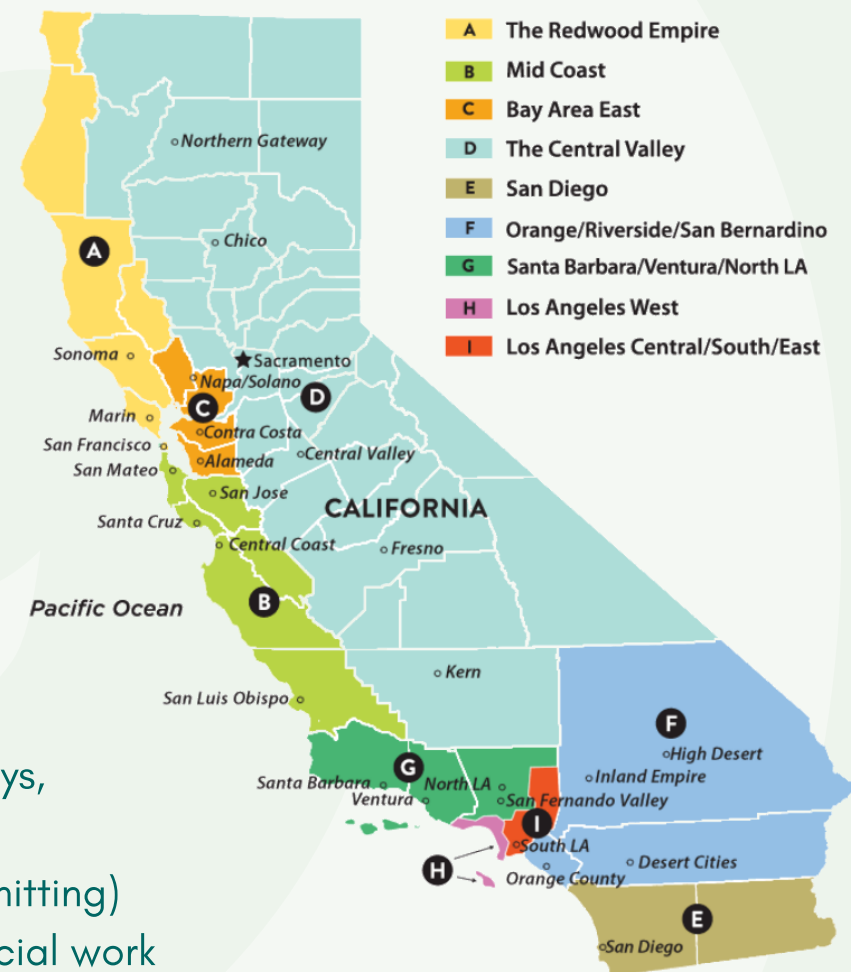 A The Redwood Empire
B Mid Coast
C Bay Area East
D The Central Valley
E San Diego
F Orange/Riverside/San Bernardino
G Santa Barbara/Ventura/North LA
H Los Angeles West
I Los Angeles Central/South/East
Northern Gateway
Chico
A
Sonoma
Sacramento
Napa/Solano
D
C
Marin
Contra Costa
San Francisco
Alameda
Central Valley
San Mateo
San Jose
CALIFORNIA
Santa Cruz
Central Coast
Fresno
B
Pacific Ocean
Kern
San Luis Obispo
F
High Desert
G
Inland Empire
Santa Barbara
North LA
Ventura
San Fernando Valley
I
South LA
H
Orange County
Desert Cities
E
San Diego
ys,
nitting)
cial work